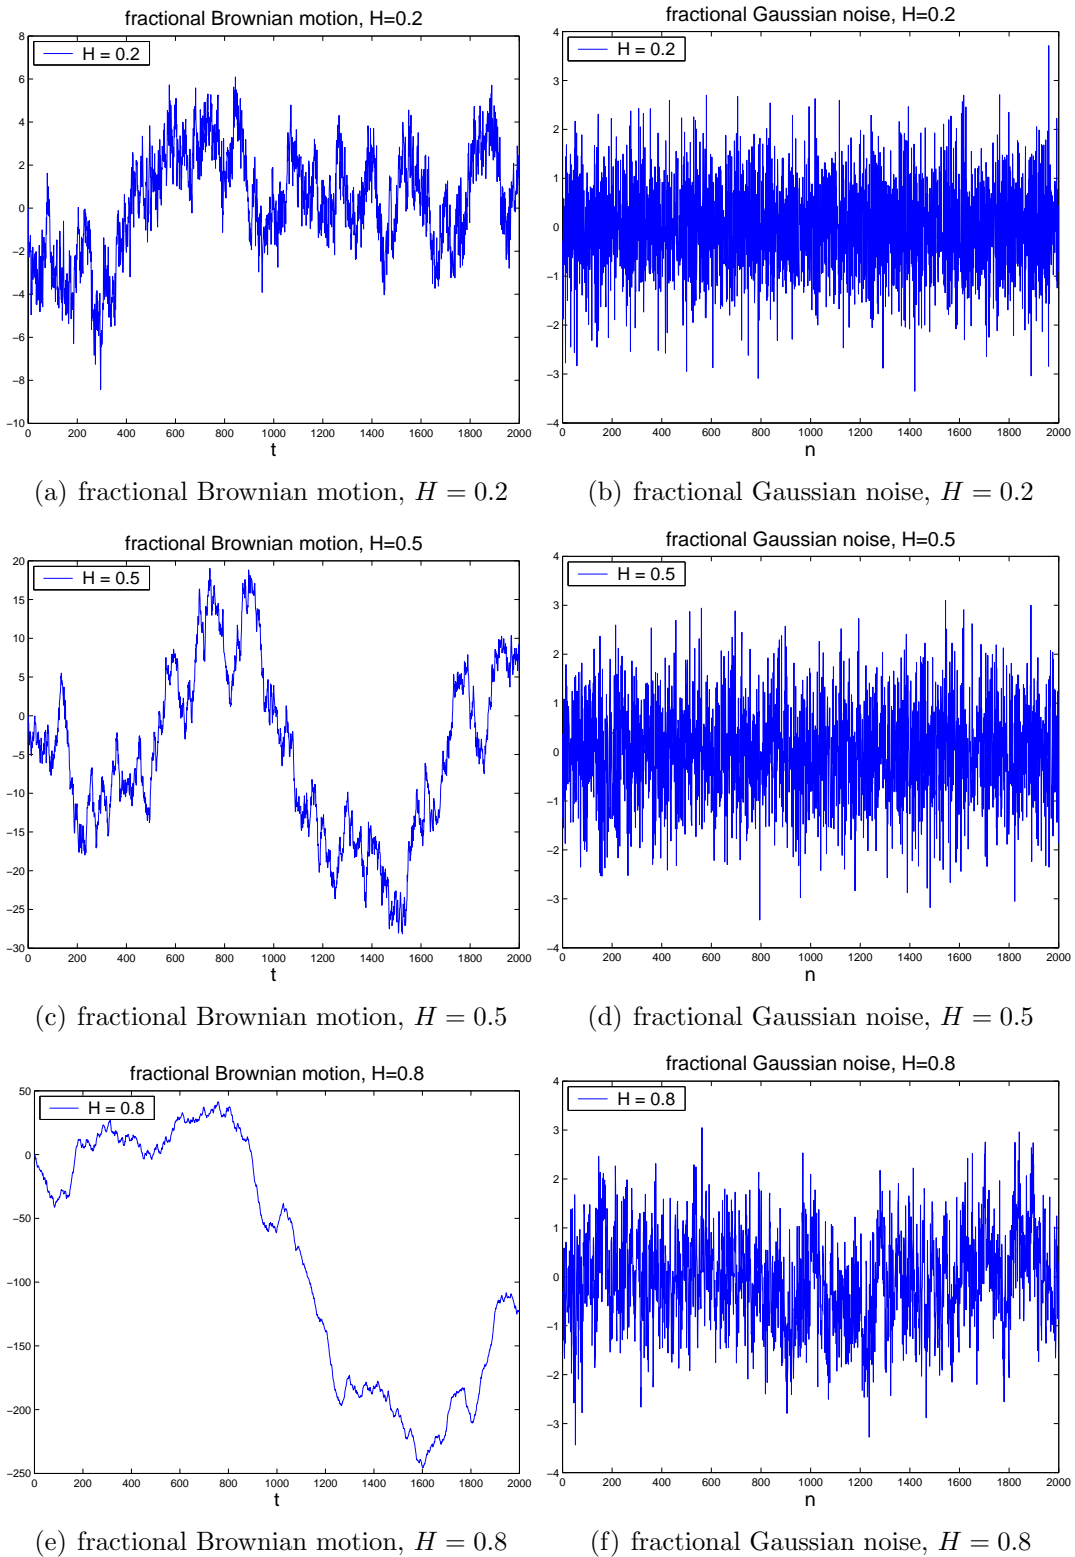 fractional Brownian motion, H=0.2
H = 0.2
8
6
4
2
0
−2
−4
−6
−8
−10
0 200 400 600 800 1000 1200 1400 1600 1800 2000
t
(a) fractional Brownian motion, H = 0.2
fractional Gaussian noise, H=0.2
H = 0.2
4
3
2
1
0
−1
−2
−3
−4
0 200 400 600 800 1000 1200 1400 1600 1800 2000
n
(b) fractional Gaussian noise, H = 0.2
fractional Brownian motion, H=0.5
H = 0.5
20
15
10
5
0
−5
−10
−15
−20
−25
−30
0 200 400 600 800 1000 1200 1400 1600 1800 2000
t
(c) fractional Brownian motion, H = 0.5
fractional Gaussian noise, H=0.5
H = 0.5
4
3
2
1
0
−1
−2
−3
−4
0 200 400 600 800 1000 1200 1400 1600 1800 2000
n
(d) fractional Gaussian noise, H = 0.5
fractional Brownian motion, H=0.8
H = 0.8
50
0
−50
−100
−150
−200
−250
0 200 400 600 800 1000 1200 1400 1600 1800 2000
t
(e) fractional Brownian motion, H = 0.8
fractional Gaussian noise, H=0.8
H = 0.8
4
3
2
1
0
−1
−2
−3
−4
0 200 400 600 800 1000 1200 1400 1600 1800 2000
n
(f) fractional Gaussian noise, H = 0.8